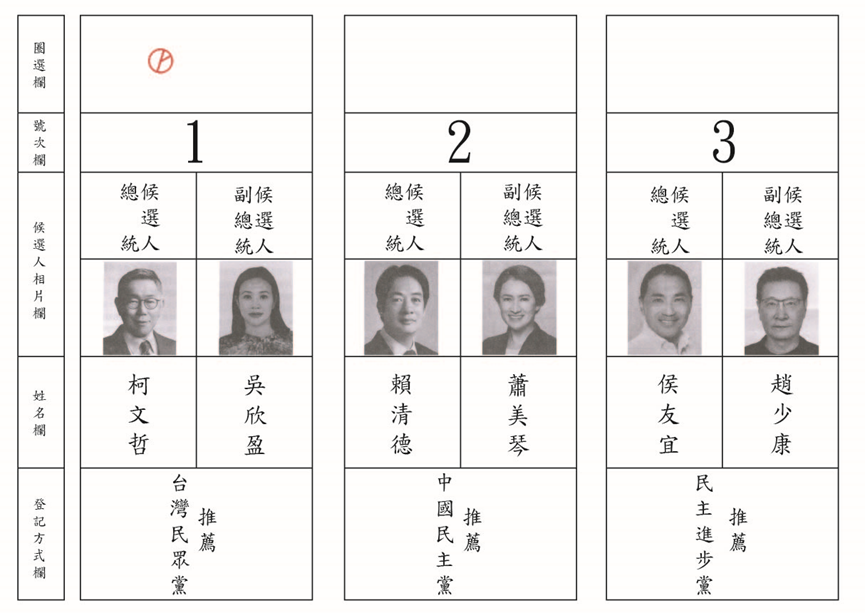 圈選欄
卜
號次欄
1
2
3
候選人相片欄
總統
候選人
副總統
候選人
總統
候選人
副總統
候選人
總統
候選人
副總統
候選人
姓名欄
柯文哲
吳欣盈
賴清德
蕭美琴
侯友宜
趙少康
登記方式欄
台灣民眾黨
推薦
中國民主黨
推薦
民主進步黨
推薦